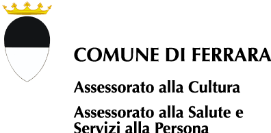 COMUNE DI FERRARA
Assessorato alla Cultura
Assessorato alla Salute e
Servizi alla Persona